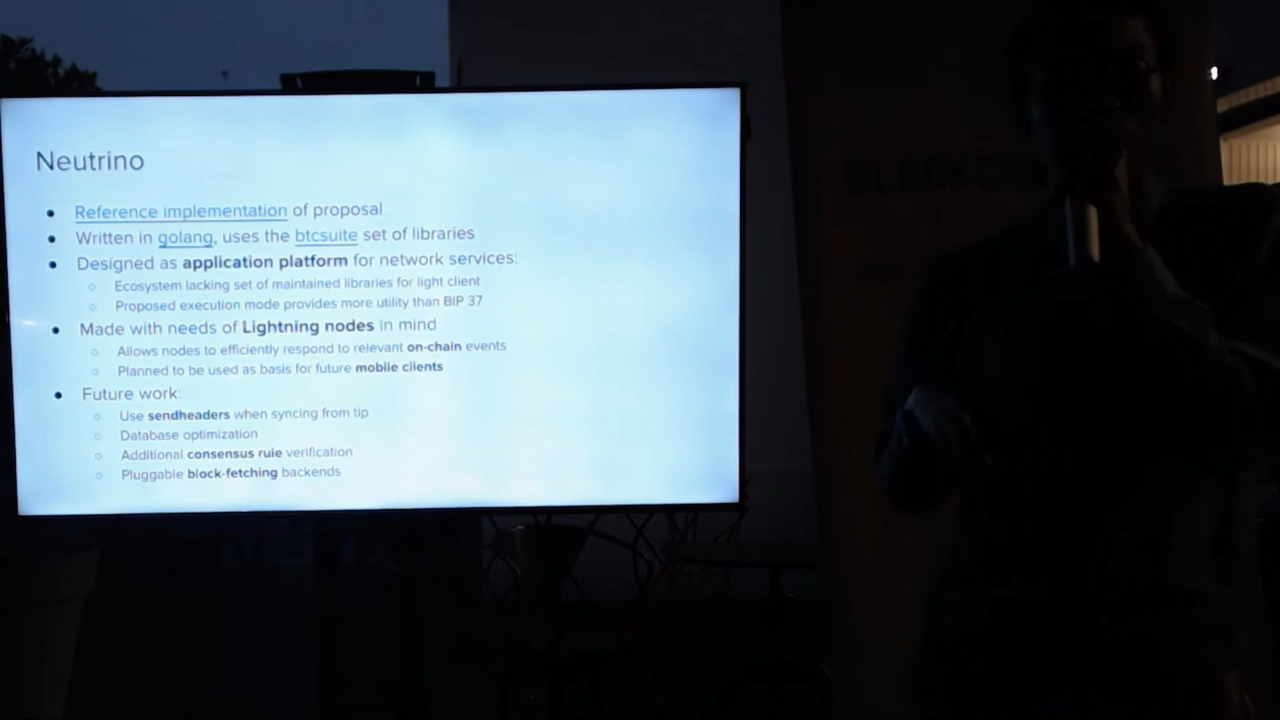 Neutrino
Reference implementation of proposal
Written in golang, uses the btcsuite set of libraries
Designed as application platform for network services:
Ecosystem lacking set of maintained libraries for light client
Proposed execution mode provides more utility than BIP 37
Made with needs of Lightning nodes in mind
Allows nodes to efficiently respond to relevant on-chain events
Planned to be used as basis for future mobile clients
Future work:
Use sendheaders when syncing from tip
Database optimization
Additional consensus rule verification
Pluggable block-fetching backends